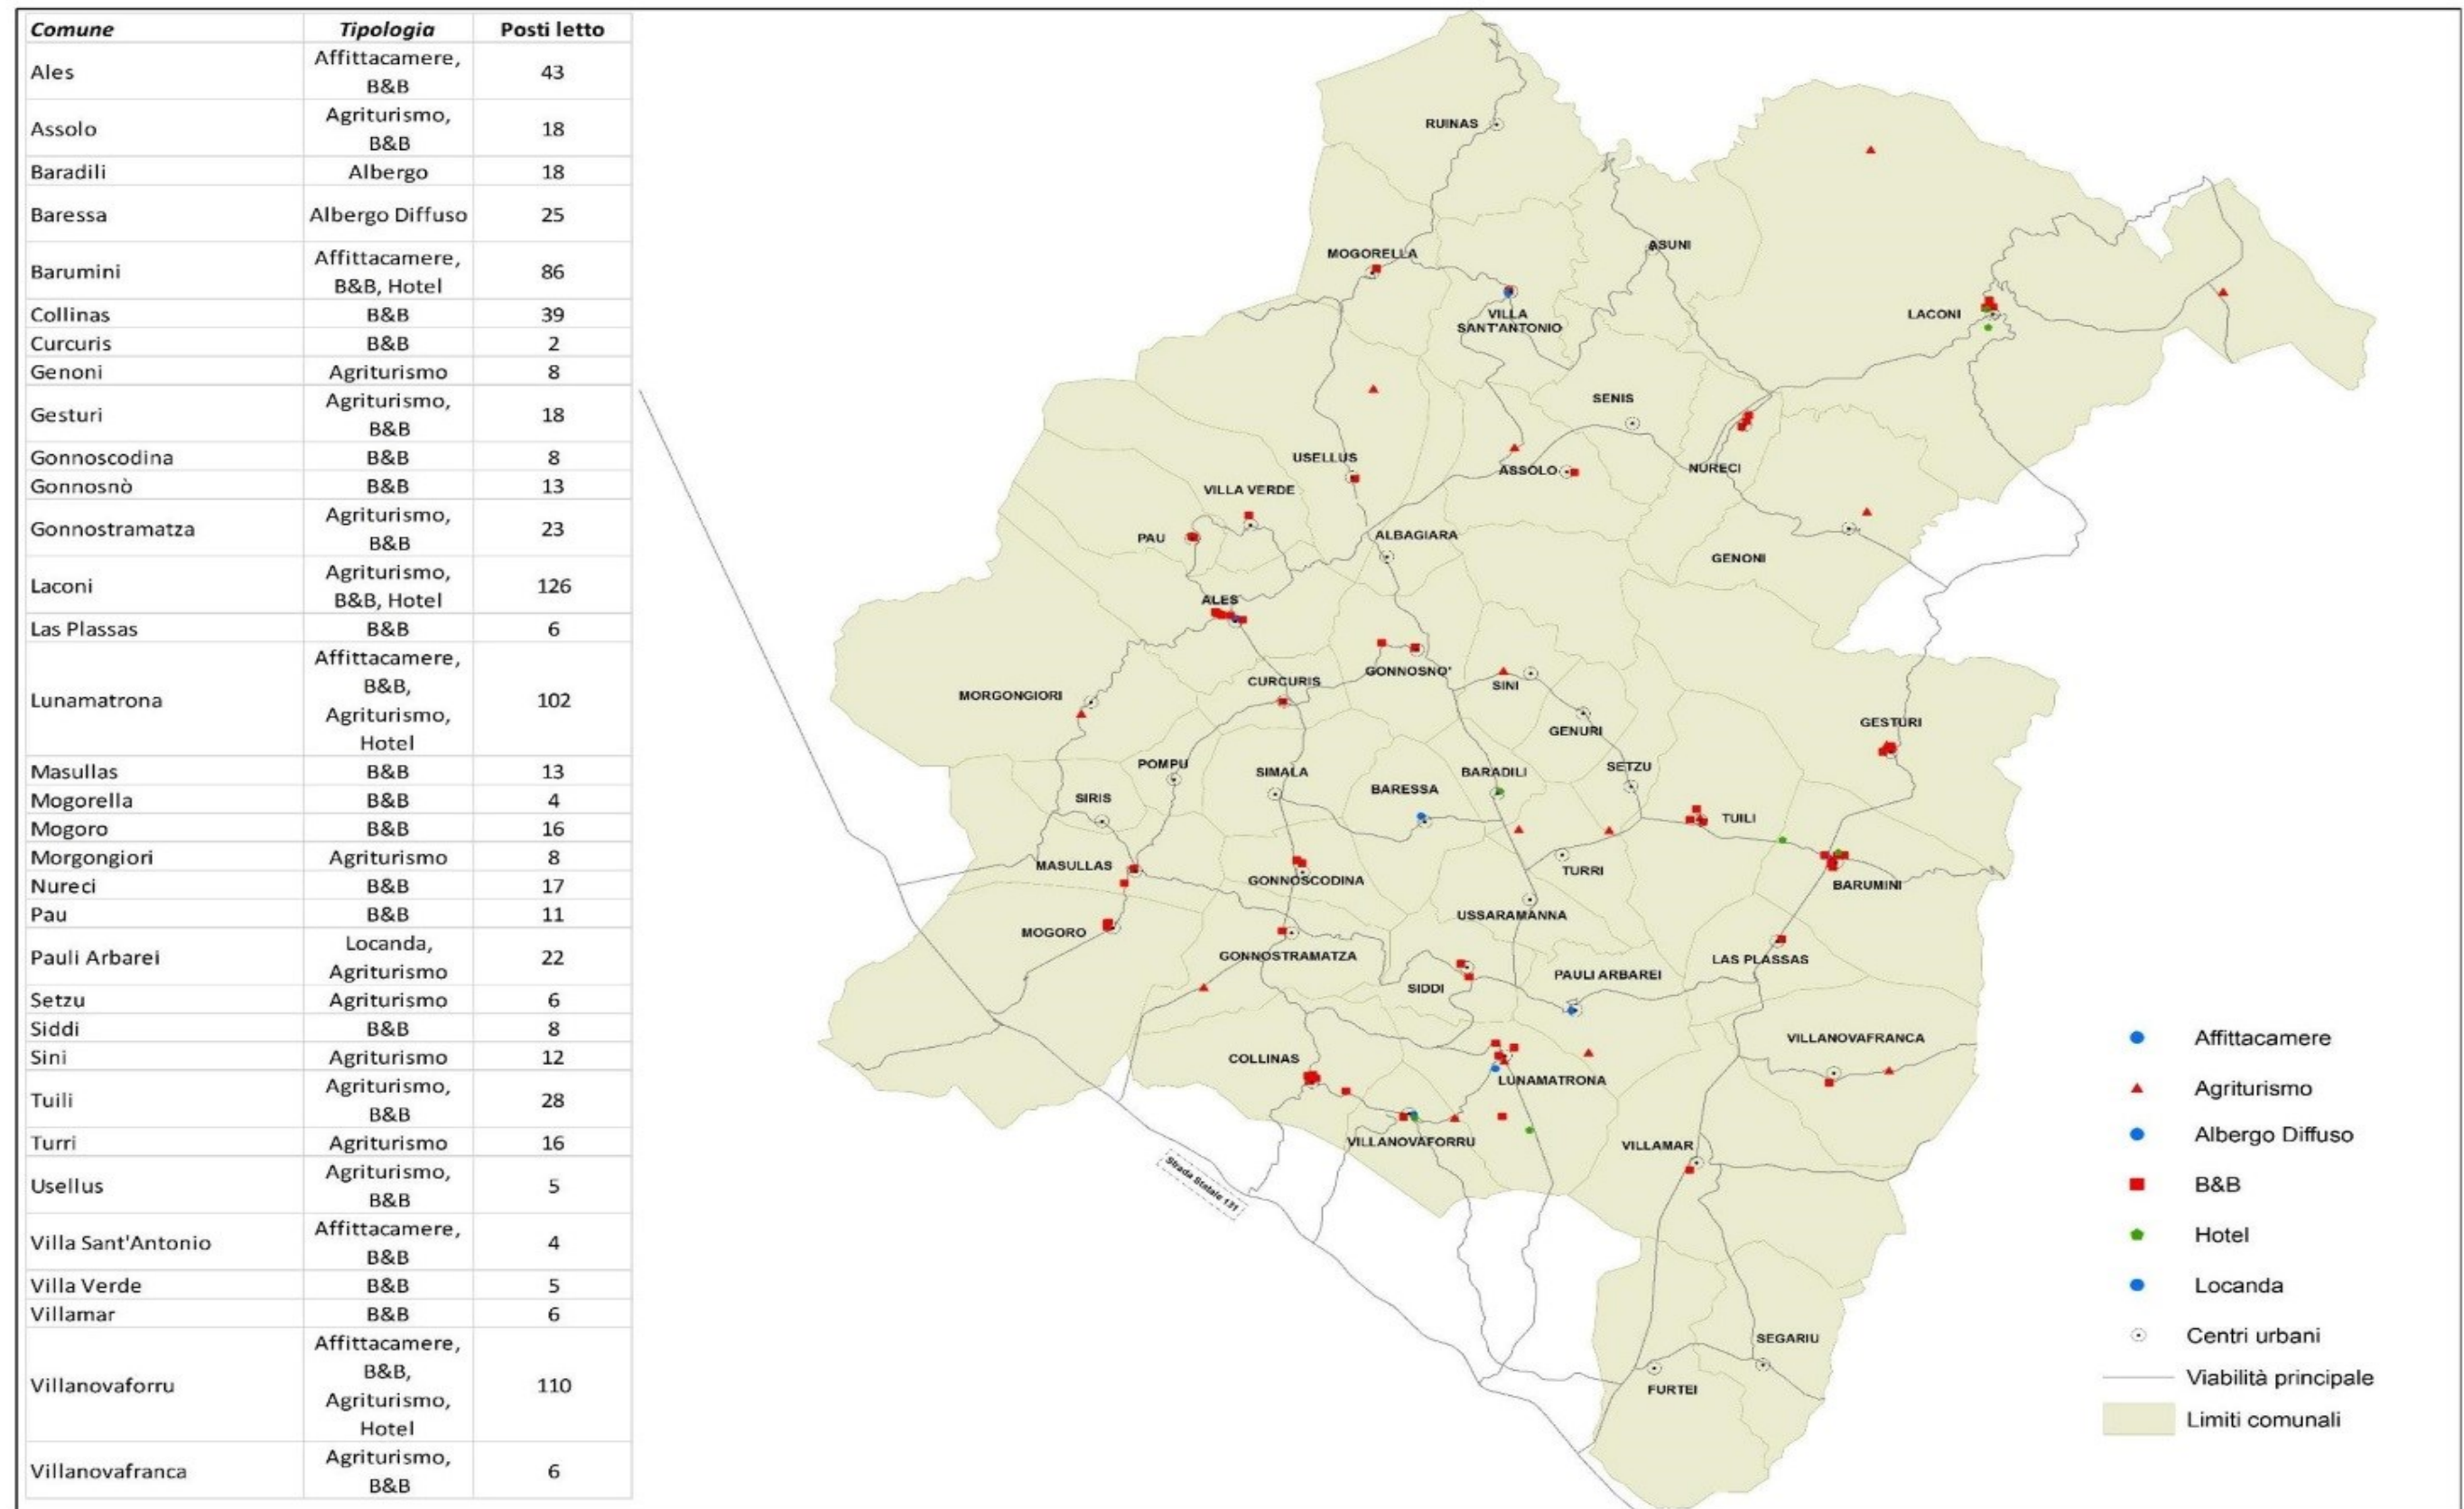 Comune Tipologia Posti letto
Ales Affittacamere, B&B 43
Assolo Agriturismo, B&B 18
Baradili Albergo 18
Baressa Albergo Diffuso 25
Barumini Affittacamere, B&B, Hotel 86
Collinas B&B 39
Curcuris B&B 2
Genoni Agriturismo 8
Gesturi Agriturismo, B&B 18
Gonnoscodina B&B 8
Gonnosnò B&B 13
Gonnostramatza Agriturismo, B&B 23
Laconi Agriturismo, B&B, Hotel 126
Las Plassas B&B 6
Lunamatrona Affittacamere, B&B, Agriturismo, Hotel 102
Masullas B&B 13
Mogorella B&B 4
Mogoro B&B 16
Morgongiori Agriturismo 8
Nureci B&B 17
Pau B&B 11
Pauli Arbarei Locanda, Agriturismo 22
Setzu Agriturismo 6
Siddi B&B 8
Sini Agriturismo 12
Tuili Agriturismo, B&B 28
Turri Agriturismo 16
Usellus Agriturismo, B&B 5
Villa Sant'Antonio Affittacamere, B&B 4
Villa Verde B&B 5
Villamar B&B 6
Villanovaforru Affittacamere, B&B, Agriturismo, Hotel 110
Villanovafranca Agriturismo, B&B 6
RUINAS
ASUNI
MOGORELLA
VILLA
SANT'ANTONIO
LACONI
SENIS
USELLUS
ASSOLO
NURECI
VILLA VERDE
PAU
ALBAGIARA
GENONI
ALES
GONNOSNO'
CURCURIS
SINI
MORGONGIORI
GENURI
GESTURI
POMPU
SIMALA
BARADILI
SETZU
BARESSA
SIRIS
TUILI
MASULLAS
TURRI
GONNOSCODINA
BARUMINI
USSARAMANNA
MOGORO
GONNOSTRAMATZA
LAS PLASSAS
PAULI ARBAREI
SIDDI
VILLANOVAFRANCA
COLLINAS
LUNAMATRONA
VILLANOVAFORRU
VILLAMAR
Strada Statale 131
SEGARIU
FURTEI
Affittacamere
Agriturismo
Albergo Diffuso
B&B
Hotel
Locanda
Centri urbani
Viabilità principale
Limiti comunali